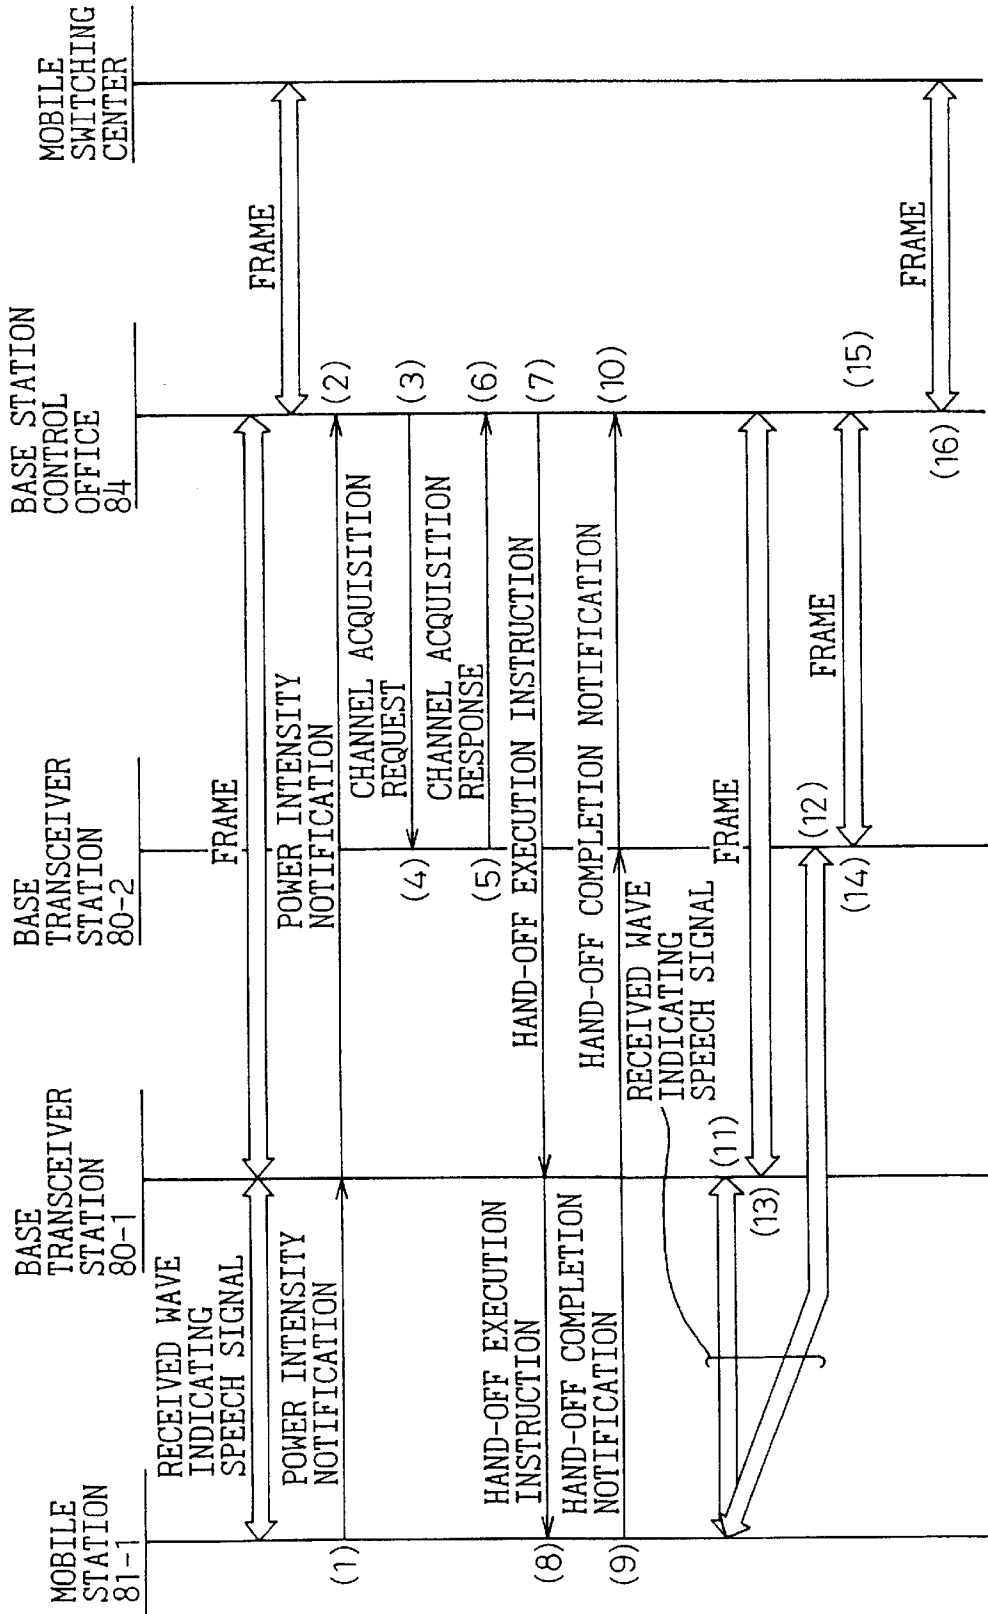 MOBILE
STATION
81-1
BASE
TRANSCEIVER
STATION
80-1
BASE
TRANSCEIVER
STATION
80-2
BASE STATION
CONTROL
OFFICE
84
MOBILE
SWITCHING
CENTER
RECEIVED WAVE
INDICATING
SPEECH SIGNAL
FRAME
FRAME
(1)
POWER INTENSITY
NOTIFICATION
POWER INTENSITY
NOTIFICATION
(2)
CHANNEL ACQUISITION
REQUEST
(3)
(4)
CHANNEL ACQUISITION
RESPONSE
(5)
(6)
HAND-OFF EXECUTION INSTRUCTION
(7)
HAND-OFF EXECUTION
INSTRUCTION
(8)
HAND-OFF COMPLETION
NOTIFICATION
(9)
HAND-OFF COMPLETION NOTIFICATION
(10)
RECEIVED WAVE
INDICATING
SPEECH SIGNAL
(11)
FRAME
(13)
(12)
FRAME
(14)
(15)
FRAME
(16)